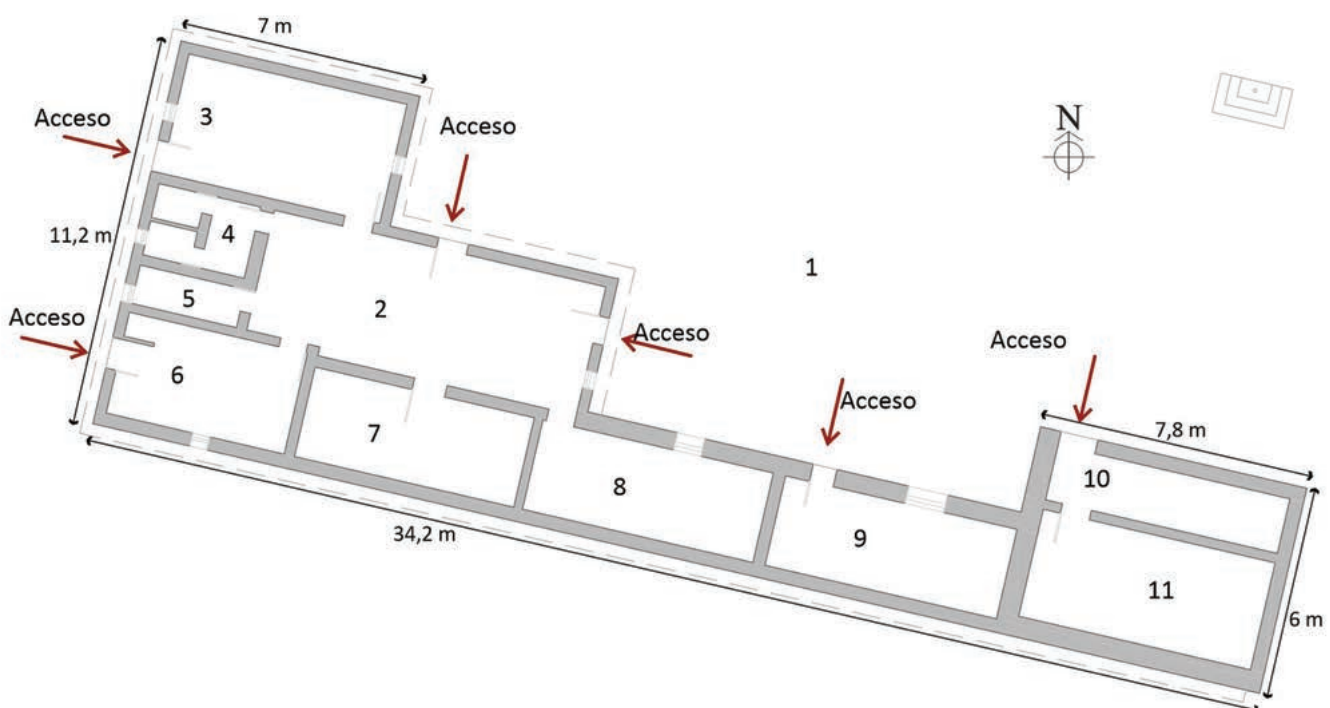 7 m
3
Acceso
Acceso
N
4
11,2 m
1
5
2
Acceso
Acceso
Acceso
6
Acceso
7
7,8 m
8
10
34,2 m
9
11
6 m